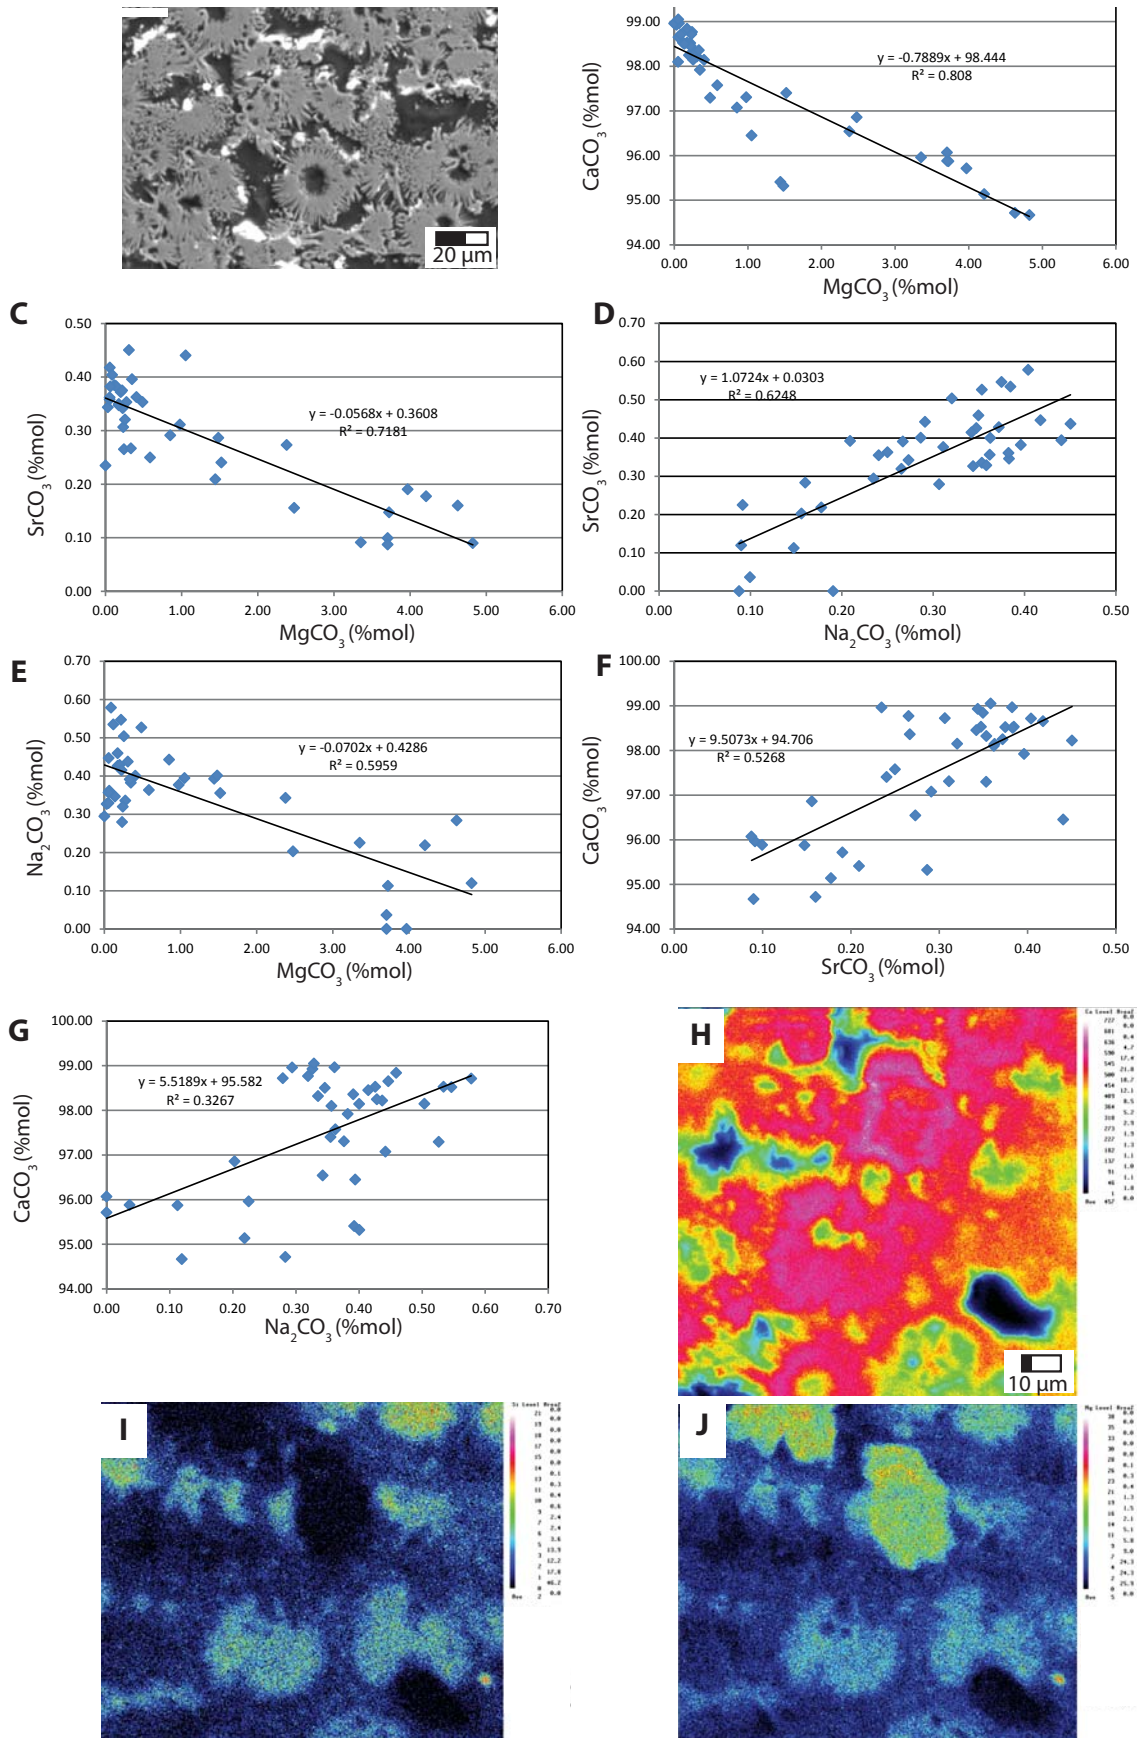 20 µm
99.00
98.00
97.00
96.00
95.00
94.00
CaCO3 (%mol)
y = -0.7889x + 98.444
R² = 0.808
0.00 1.00 2.00 3.00 4.00 5.00 6.00
MgCO3 (%mol)
C
0.50
0.40
0.30
0.20
0.10
0.00
SrCO3 (%mol)
y = -0.0568x + 0.3608
R² = 0.7181
0.00 1.00 2.00 3.00 4.00 5.00 6.00
MgCO3 (%mol)
D
0.70
0.60
0.50
0.40
0.30
0.20
0.10
0.00
SrCO3 (%mol)
y = 1.0724x + 0.0303
R² = 0.6248
0.00 0.10 0.20 0.30 0.40 0.50
Na2CO3 (%mol)
E
0.70
0.60
0.50
0.40
0.30
0.20
0.10
0.00
Na2CO3 (%mol)
y = -0.0702x + 0.4286
R² = 0.5959
0.00 1.00 2.00 3.00 4.00 5.00 6.00
MgCO3 (%mol)
F
100.00
99.00
98.00
97.00
96.00
95.00
94.00
CaCO3 (%mol)
y = 9.5073x + 94.706
R² = 0.5268
0.00 0.10 0.20 0.30 0.40 0.50
SrCO3 (%mol)
G
100.00
99.00
98.00
97.00
96.00
95.00
94.00
CaCO3 (%mol)
y = 5.5189x + 95.582
R² = 0.3267
0.00 0.10 0.20 0.30 0.40 0.50 0.60 0.70
Na2CO3 (%mol)
H
10 µm
I
J